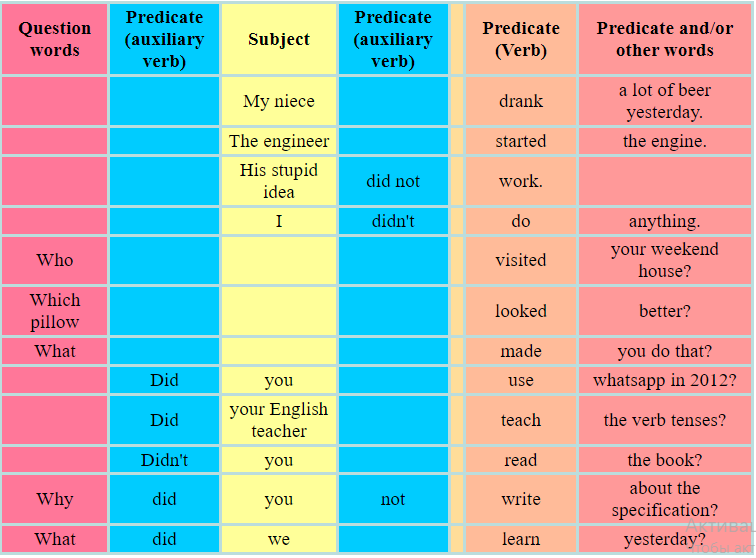 Question words
Predicate (auxiliary verb)
Subject
Predicate (auxiliary verb)
Predicate (Verb)
Predicate and/or other words
My niece drank a lot of beer yesterday.
The engineer started the engine.
His stupid idea did not work.
I didn't do anything.
Who visited your weekend house?
Which pillow looked better?
What made you do that?
Did you use whatsapp in 2012?
Did your English teacher teach the verb tenses?
Didn't you read the book?
Why did you not write about the specification?
What did we learn yesterday?